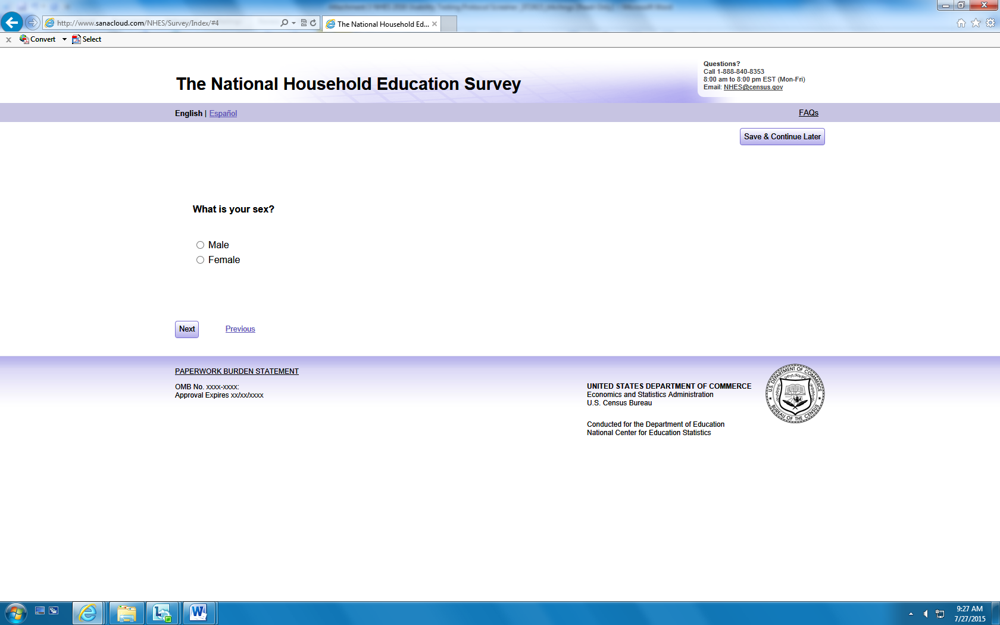 http://www.sanacloud.com/NHES/Survey/Index/#4
The National Household Ed...
Convert
Select
Questions?
Call 1-888-840-8353
8:00 am to 8:00 pm EST (Mon-Fri)
Email: NHES@census.gov
The National Household Education Survey
English | Español
FAQs
Save & Continue Later
What is your sex?
Male
Female
Next
Previous
PAPERWORK BURDEN STATEMENT
OMB No. xxxx-xxxx:
Approval Expires xx/xx/xxxx
UNITED STATES DEPARTMENT OF COMMERCE
Economics and Statistics Administration
U.S. Census Bureau
Conducted for the Department of Education
National Center for Education Statistics
U.S. DEPARTMENT OF COMMERCE
BUREAU OF THE CENSUS
9:27 AM
7/27/2015